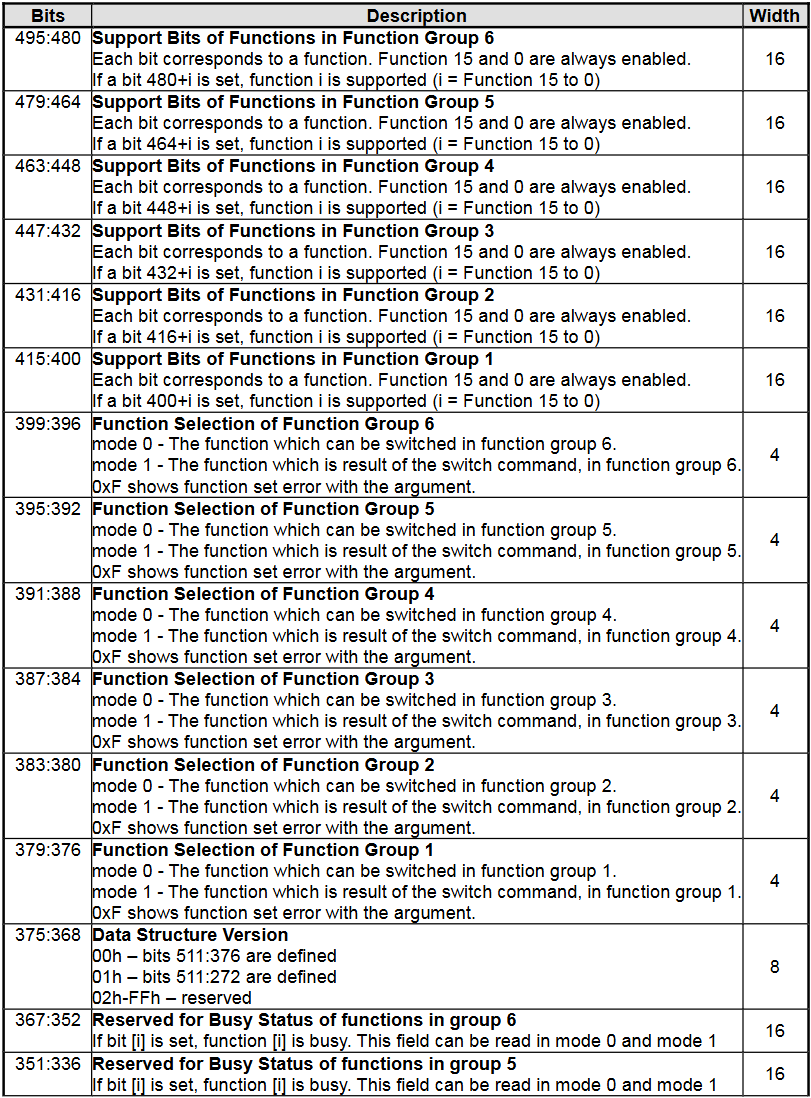 Bits Description Width
495:480 Support Bits of Functions in Function Group 6
Each bit corresponds to a function. Function 15 and 0 are always enabled.
If a bit 480+i is set, function i is supported (i = Function 15 to 0)
16
479:464 Support Bits of Functions in Function Group 5
Each bit corresponds to a function. Function 15 and 0 are always enabled.
If a bit 464+i is set, function i is supported (i = Function 15 to 0)
16
463:448 Support Bits of Functions in Function Group 4
Each bit corresponds to a function. Function 15 and 0 are always enabled.
If a bit 448+i is set, function i is supported (i = Function 15 to 0)
16
447:432 Support Bits of Functions in Function Group 3
Each bit corresponds to a function. Function 15 and 0 are always enabled.
If a bit 432+i is set, function i is supported (i = Function 15 to 0)
16
431:416 Support Bits of Functions in Function Group 2
Each bit corresponds to a function. Function 15 and 0 are always enabled.
If a bit 416+i is set, function i is supported (i = Function 15 to 0)
16
415:400 Support Bits of Functions in Function Group 1
Each bit corresponds to a function. Function 15 and 0 are always enabled.
If a bit 400+i is set, function i is supported (i = Function 15 to 0)
16
399:396 Function Selection of Function Group 6
mode 0 - The function which can be switched in function group 6.
mode 1 - The function which is result of the switch command, in function group 6.
0xF shows function set error with the argument.
4
395:392 Function Selection of Function Group 5
mode 0 - The function which can be switched in function group 5.
mode 1 - The function which is result of the switch command, in function group 5.
0xF shows function set error with the argument.
4
391:388 Function Selection of Function Group 4
mode 0 - The function which can be switched in function group 4.
mode 1 - The function which is result of the switch command, in function group 4.
0xF shows function set error with the argument.
4
387:384 Function Selection of Function Group 3
mode 0 - The function which can be switched in function group 3.
mode 1 - The function which is result of the switch command, in function group 3.
0xF shows function set error with the argument.
4
383:380 Function Selection of Function Group 2
mode 0 - The function which can be switched in function group 2.
mode 1 - The function which is result of the switch command, in function group 2.
0xF shows function set error with the argument.
4
379:376 Function Selection of Function Group 1
mode 0 - The function which can be switched in function group 1.
mode 1 - The function which is result of the switch command, in function group 1.
0xF shows function set error with the argument.
4
375:368 Data Structure Version
00h – bits 511:376 are defined
01h – bits 511:272 are defined
02h-FFh – reserved
8
367:352 Reserved for Busy Status of functions in group 6
If bit [i] is set, function [i] is busy. This field can be read in mode 0 and mode 1
16
351:336 Reserved for Busy Status of functions in group 5
If bit [i] is set, function [i] is busy. This field can be read in mode 0 and mode 1
16